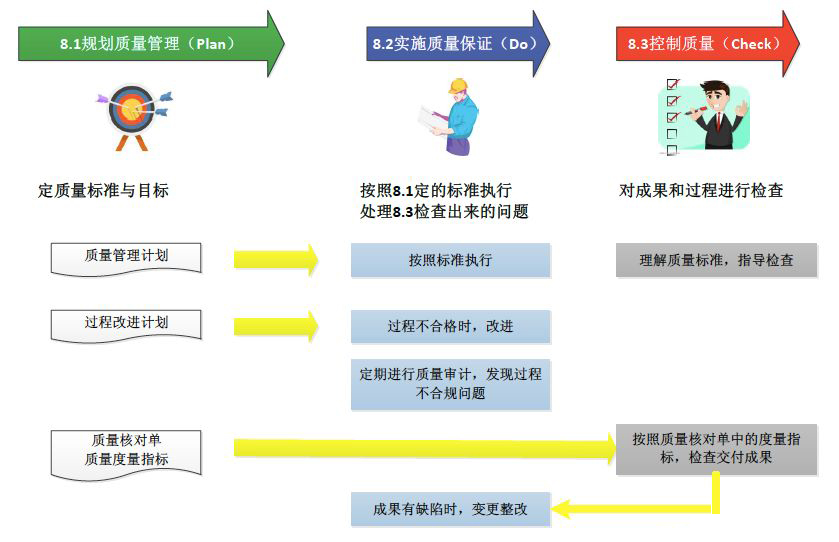 8.1规划质量管理（Plan）
8.2实施质量保证（Do）
8.3控制质量（Check）
定质量标准与目标
按照8.1定的标准执行
处理8.3检查出来的问题
对成果和过程进行检查
质量管理计划
按照标准执行
理解质量标准，指导检查
过程改进计划
过程不合格时，改进
定期进行质量审计，发现过程
不合规问题
质量核对单
质量度量指标
按照质量核对单中的度量指
标，检查交付成果
成果有缺陷时，变更整改